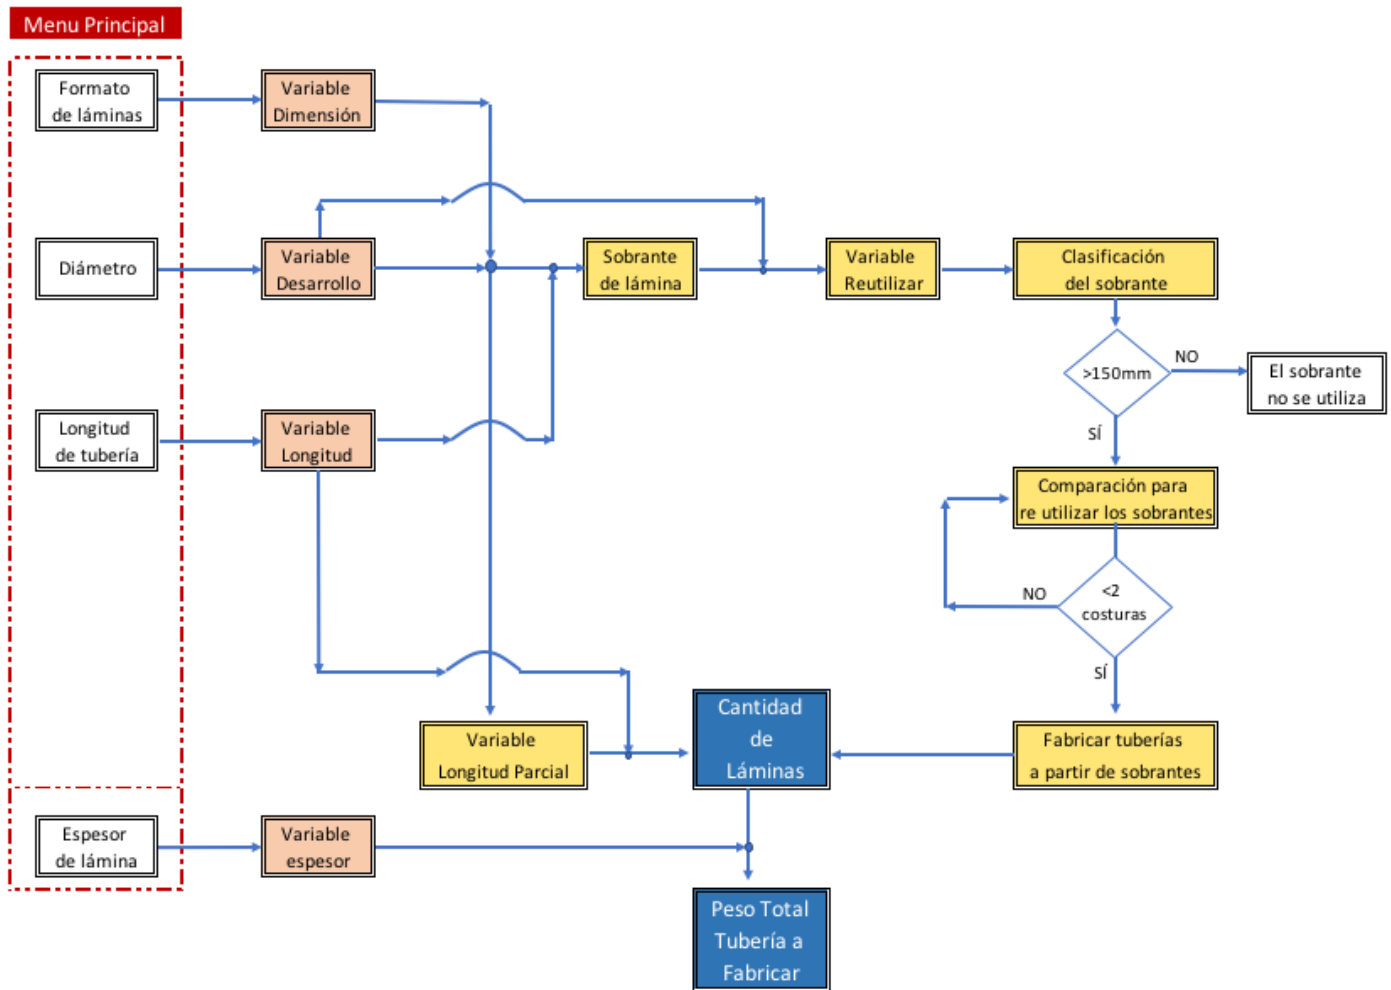 Menu Principal
Formato
de láminas
Variable
Dimensión
Diámetro
Variable
Desarrollo
Sobrante
de lámina
Variable
Reutilizar
Clasificación
del sobrante
>150mm
NO
El sobrante
no se utiliza
SÍ
Longitud
de tubería
Variable
Longitud
Comparación para
re utilizar los sobrantes
<2
costuras
NO
SÍ
Variable
Longitud Parcial
Cantidad
de
Láminas
Fabricar tuberías
a partir de sobrantes
Espesor
de lámina
Variable
espesor
Peso Total
Tubería a
Fabricar